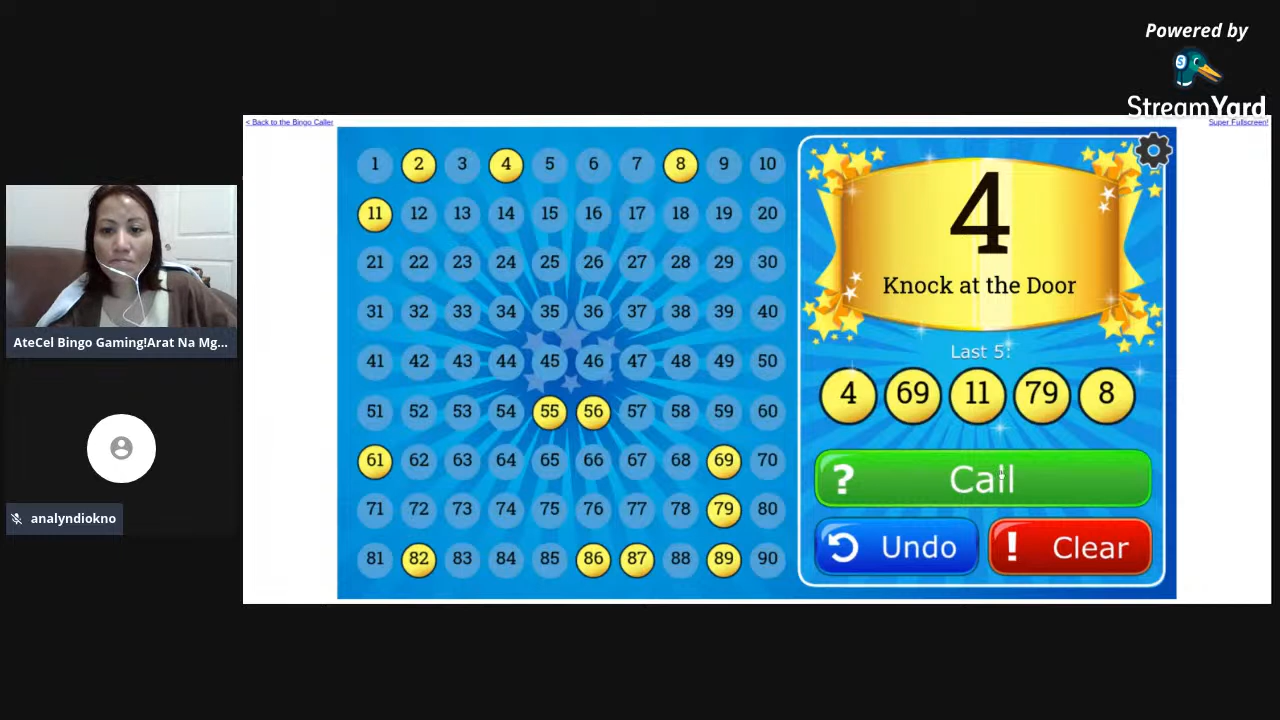 Powered by
StreamYard
< Back to the Bingo Caller
Super Fullscreen!
1 2 3 4 5 6 7 8 9 10
11 12 13 14 15 16 17 18 19 20
21 22 23 24 25 26 27 28 29 30
31 32 33 34 35 36 37 38 39 40
41 42 43 44 45 46 47 48 49 50
51 52 53 54 55 56 57 58 59 60
61 62 63 64 65 66 67 68 69 70
71 72 73 74 75 76 77 78 79 80
81 82 83 84 85 86 87 88 89 90
4
Knock at the Door
Last 5:
4 69 11 79 8
? Call
Undo
! Clear
AteCel Bingo Gaming!Arat Na Mg...
analyndiokno